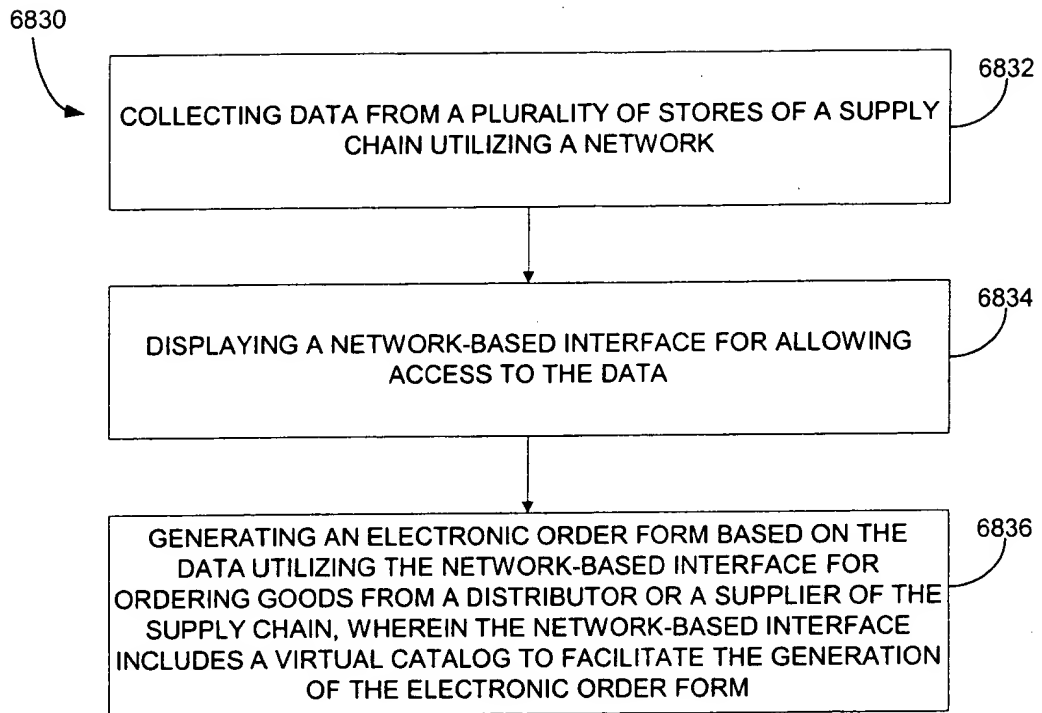 6830
6832
COLLECTING DATA FROM A PLURALITY OF STORES OF A SUPPLY
CHAIN UTILIZING A NETWORK
6834
DISPLAYING A NETWORK-BASED INTERFACE FOR ALLOWING
ACCESS TO THE DATA
6836
GENERATING AN ELECTRONIC ORDER FORM BASED ON THE
DATA UTILIZING THE NETWORK-BASED INTERFACE FOR
ORDERING GOODS FROM A DISTRIBUTOR OR A SUPPLIER OF THE
SUPPLY CHAIN, WHEREIN THE NETWORK-BASED INTERFACE
INCLUDES A VIRTUAL CATALOG TO FACILITATE THE GENERATION
OF THE ELECTRONIC ORDER FORM